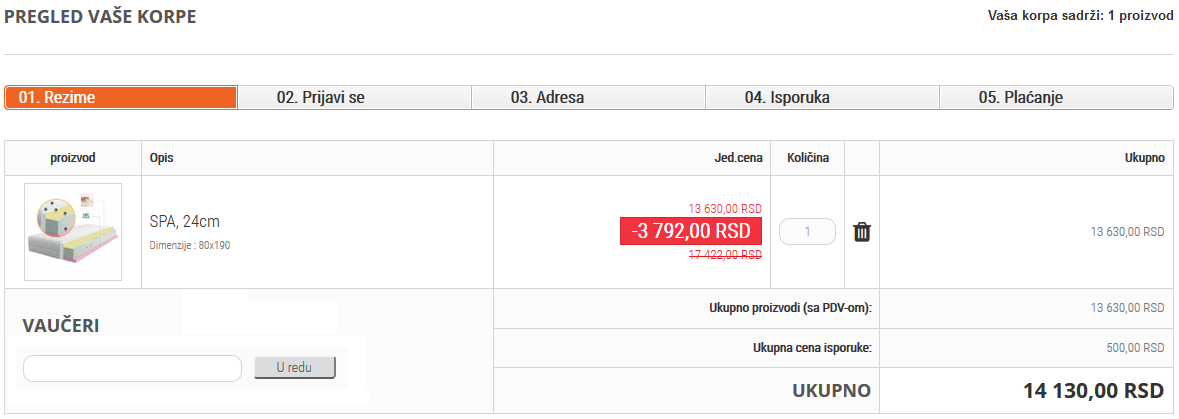 PREGLED VAŠE KORPE
Vaša korpa sadrži: 1 proizvod
01. Rezime
02. Prijavi se
03. Adresa
04. Isporuka
05. Plaćanje
proizvod
Opis
Jed.cena
Količina
Ukupno
SPA, 24cm
Dimenzije : 80x190
13 630,00 RSD
-3 792,00 RSD
17 422,00 RSD
1
13 630,00 RSD
VAUČERI
U redu
Ukupno proizvodi (sa PDV-om):
13 630,00 RSD
Ukupna cena isporuke:
500,00 RSD
UKUPNO
14 130,00 RSD